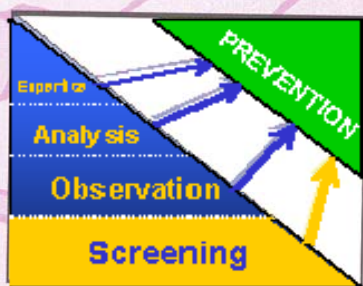 PREVENTION
Expertise
Analysis
Observation
Screening